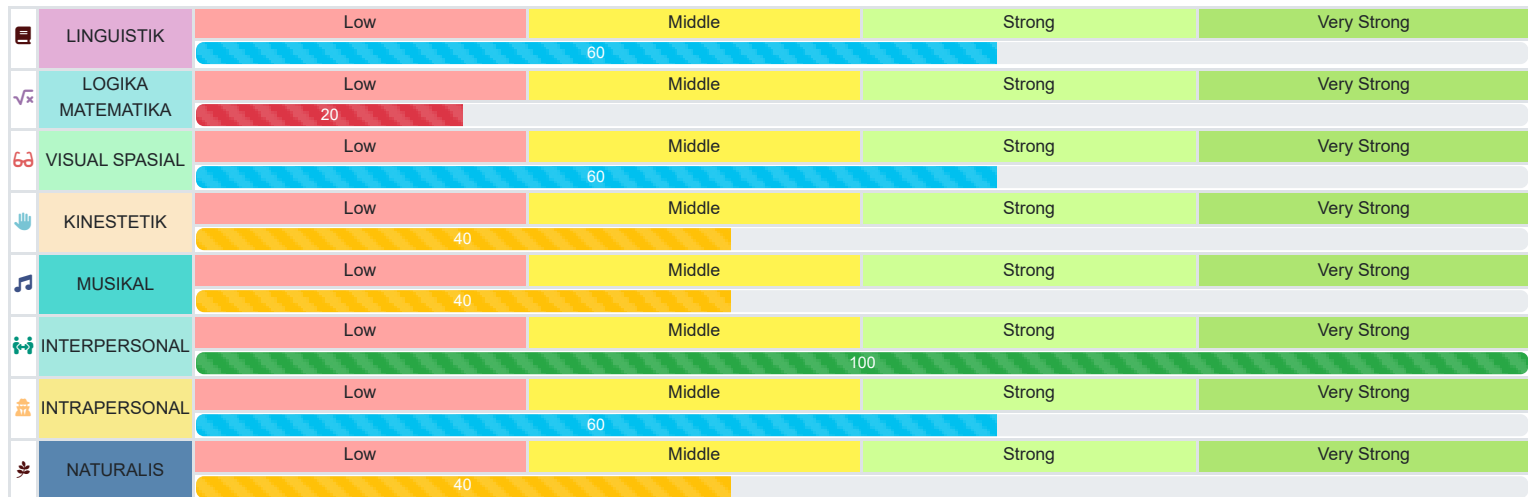 LINGUISTIK
Low Middle Strong Very Strong
60
LOGIKA
MATEMATIKA
Low Middle Strong Very Strong
20
VISUAL SPASIAL
Low Middle Strong Very Strong
60
KINESTETIK
Low Middle Strong Very Strong
40
MUSIKAL
Low Middle Strong Very Strong
40
INTERPERSONAL
Low Middle Strong Very Strong
100
INTRAPERSONAL
Low Middle Strong Very Strong
60
NATURALIS
Low Middle Strong Very Strong
40